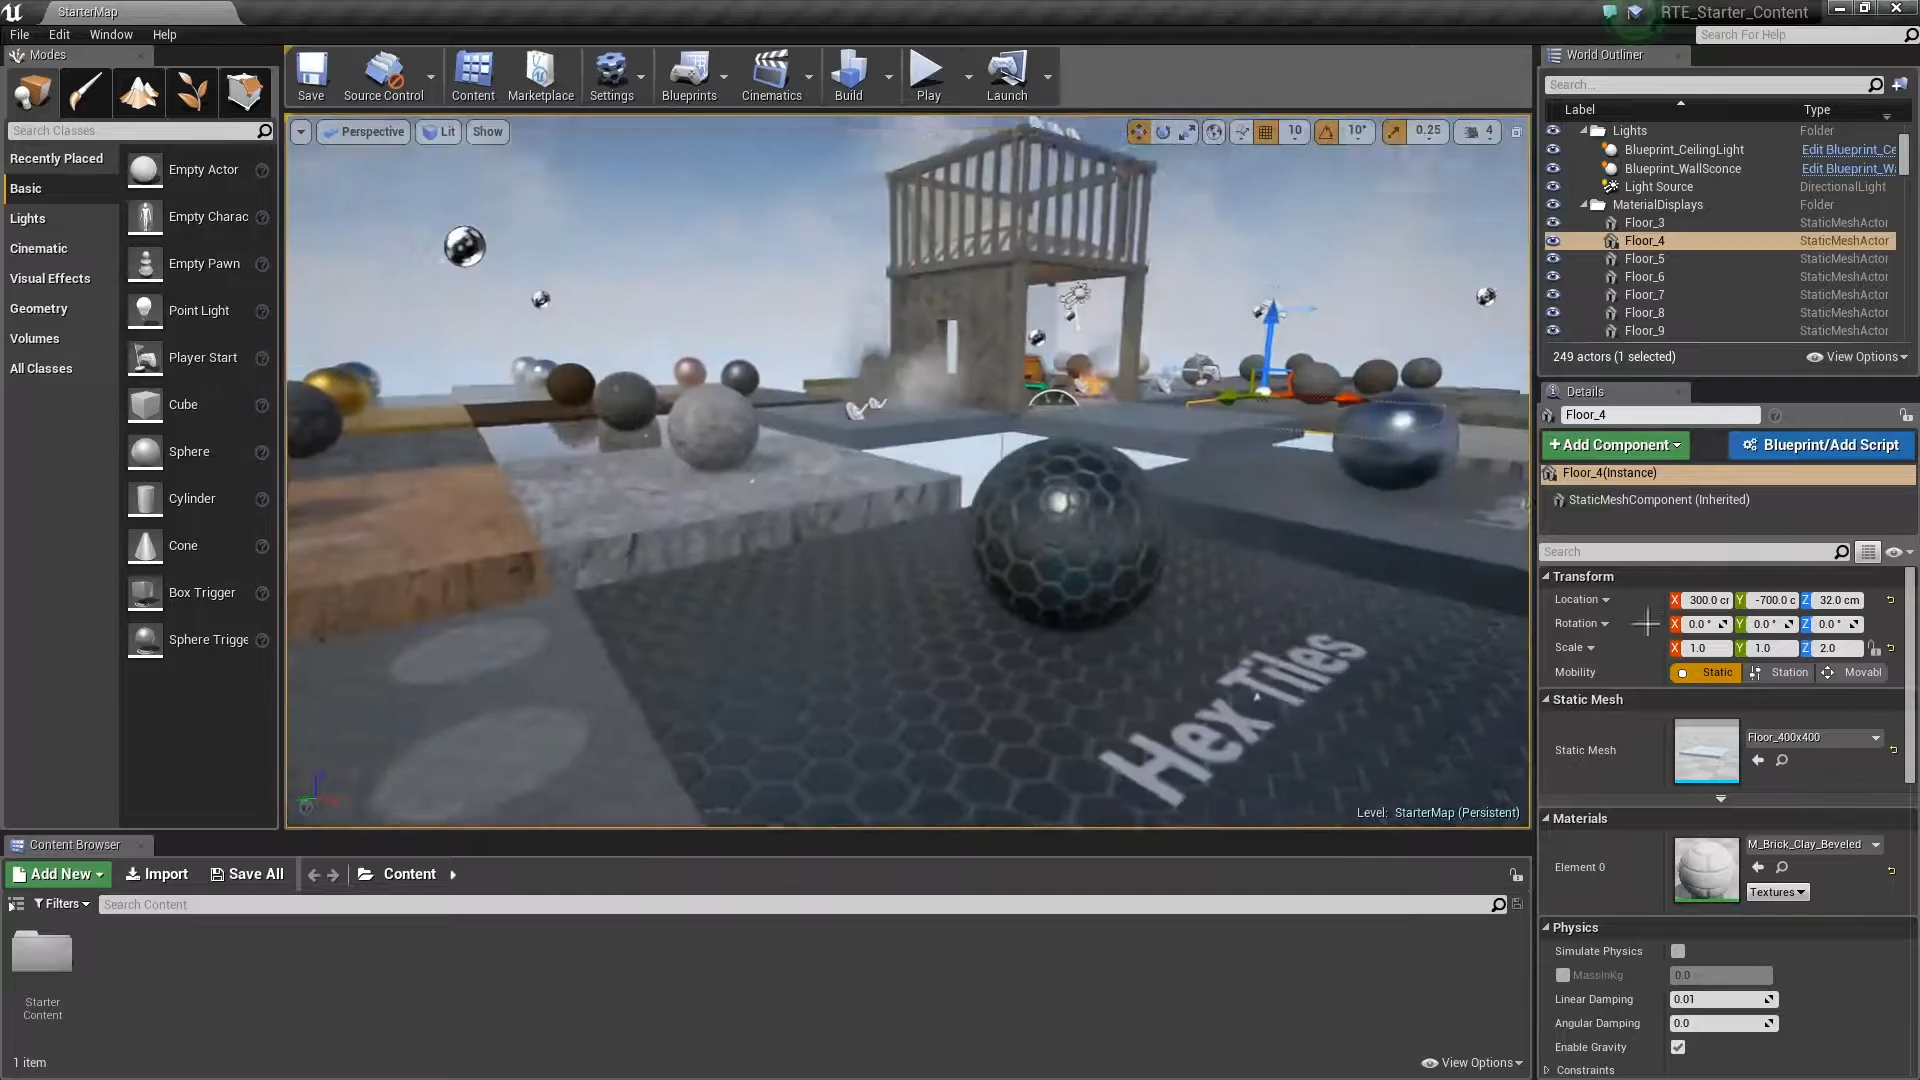 StarterMap
RTE_Starter_Content
File Edit Window Help
Search For Help
Modes
Search Classes
Recently Placed
Basic
Lights
Cinematic
Visual Effects
Geometry
Volumes
All Classes
Empty Actor
Empty Charac
Empty Pawn
Point Light
Player Start
Cube
Sphere
Cylinder
Cone
Box Trigger
Sphere Trigge
Save
Source Control
Content
Marketplace
Settings
Blueprints
Cinematics
Build
Play
Launch
Perspective
Lit
Show
10
10°
0.25
4
Hex Tiles
Level: StarterMap (Persistent)
World Outliner
Search...
Label Type
Lights Folder
Blueprint_CeilingLight Edit Blueprint_Ce
Blueprint_WallSconce Edit Blueprint_Wa
Light Source DirectionalLight
MaterialDisplays Folder
Floor_3 StaticMeshActor
Floor_4 StaticMeshActor
Floor_5 StaticMeshActor
Floor_6 StaticMeshActor
Floor_7 StaticMeshActor
Floor_8 StaticMeshActor
Floor_9 StaticMeshActor
249 actors (1 selected) View Options
Details
Floor_4
+Add Component Blueprint/Add Script
Floor_4(Instance)
StaticMeshComponent (Inherited)
Search
Transform
Location X 300.0 cr Y -700.0 c Z 32.0 cm
Rotation X 0.0 ° Y 0.0 ° Z 0.0 °
Scale X 1.0 Y 1.0 Z 2.0
Mobility Static Station Movabl
Static Mesh
Static Mesh Floor_400x400
Materials
Element 0 M_Brick_Clay_Beveled
Textures
Physics
Simulate Physics
MassInKg 0.0
Linear Damping 0.01
Angular Damping 0.0
Enable Gravity
Constraints
Content Browser
Add New Import Save All Content
Filters Search Content
Starter
Content
1 item
View Options